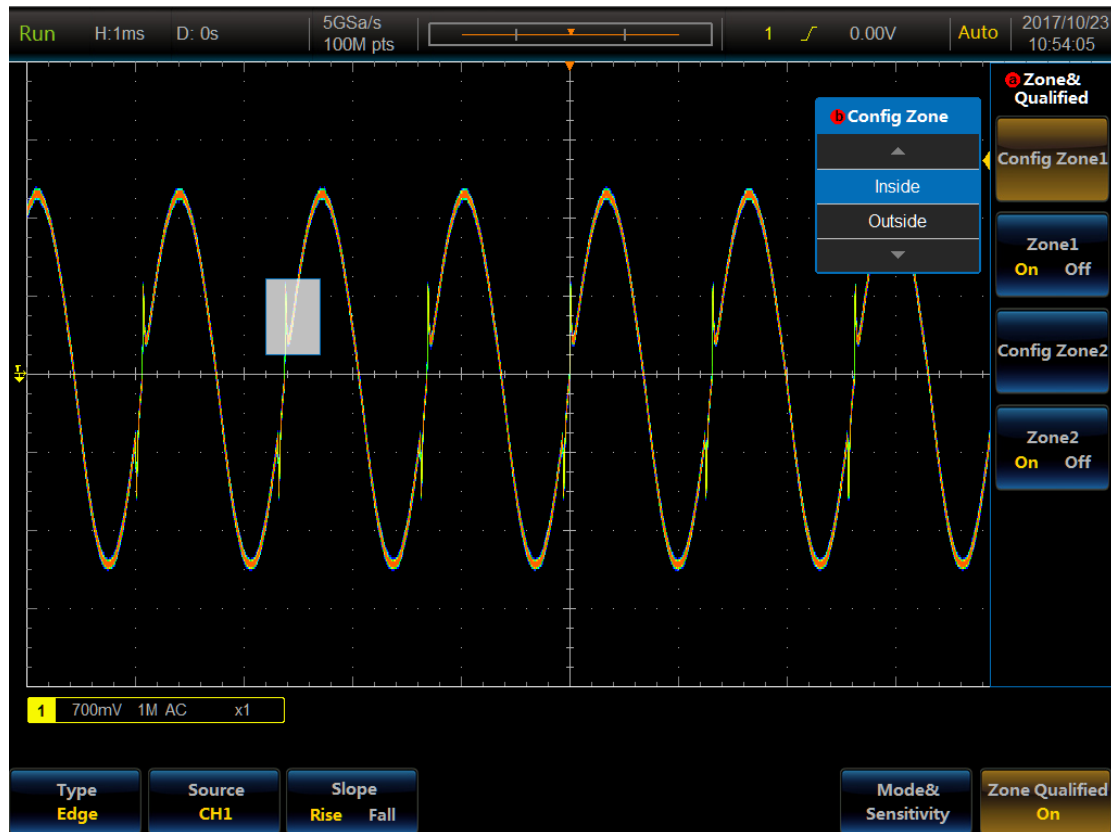 Run H:1ms D: 0s 5GSa/s 1 0.00V Auto 2017/10/23
100M pts 10:54:05
a Zone&
Qualified
b Config Zone
Inside
Outside
Config Zone1
Zone1
On Off
Config Zone2
Zone2
On Off
T
1 700mV 1M AC x1
Type
Edge
Source
CH1
Slope
Rise Fall
Mode&
Sensitivity
Zone Qualified
On